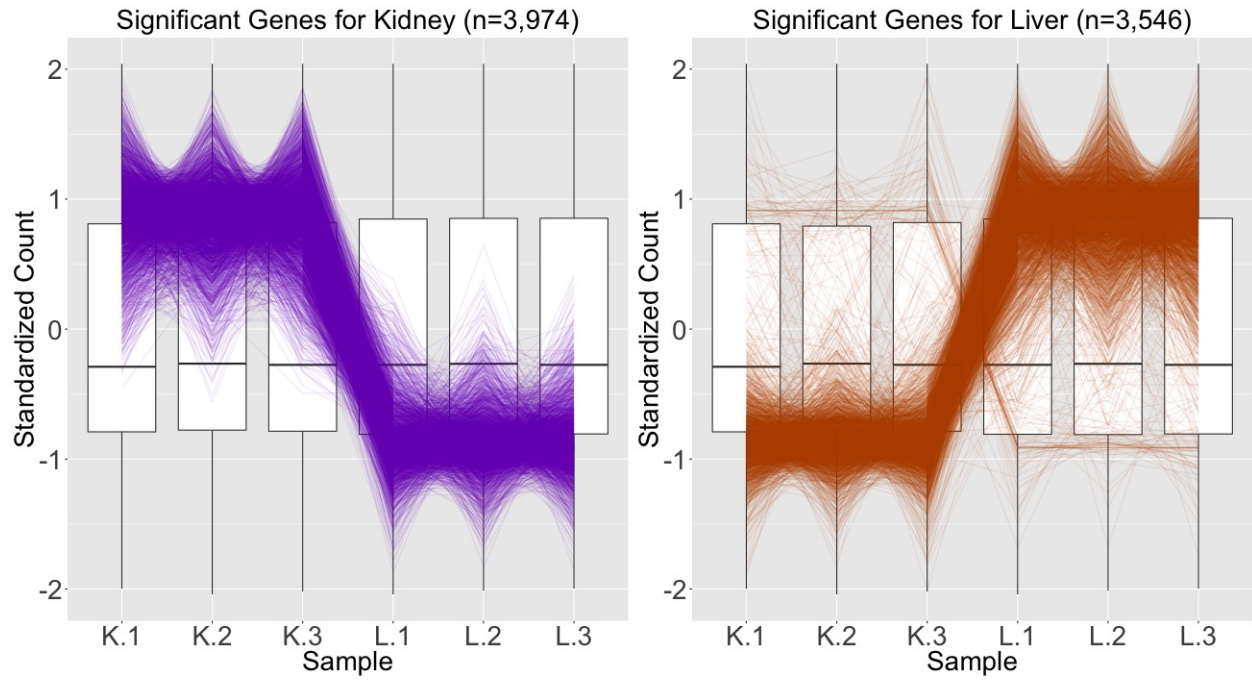 Significant Genes for Kidney (n=3,974)
Standardized Count
2
1
0
-1
-2
K.1 K.2 K.3 L.1 L.2 L.3
Sample
Significant Genes for Liver (n=3,546)
Standardized Count
2
1
0
-1
-2
K.1 K.2 K.3 L.1 L.2 L.3
Sample